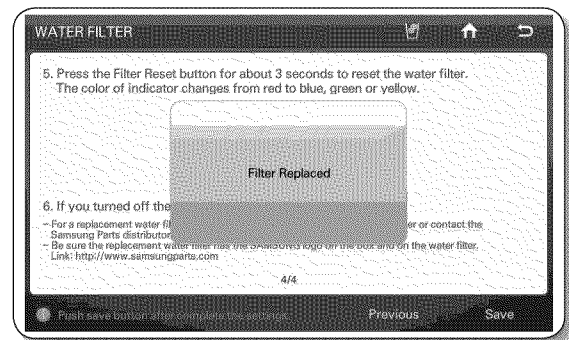 WATER FILTER
5. Press the Filter Reset button for about 3 seconds to reset the water filter.
The color of indicator changes from red to blue, green or yellow.
Filter Replaced
6. If you turned off the
- For a replacement water fil er or contact the
Samsung Parts distributor
- Be sure the replacement water filter has the SAMSUNG logo on the box and on the water filter.
Link: http://www.samsungparts.com
4/4
Push save button after complete the settings.
Previous
Save